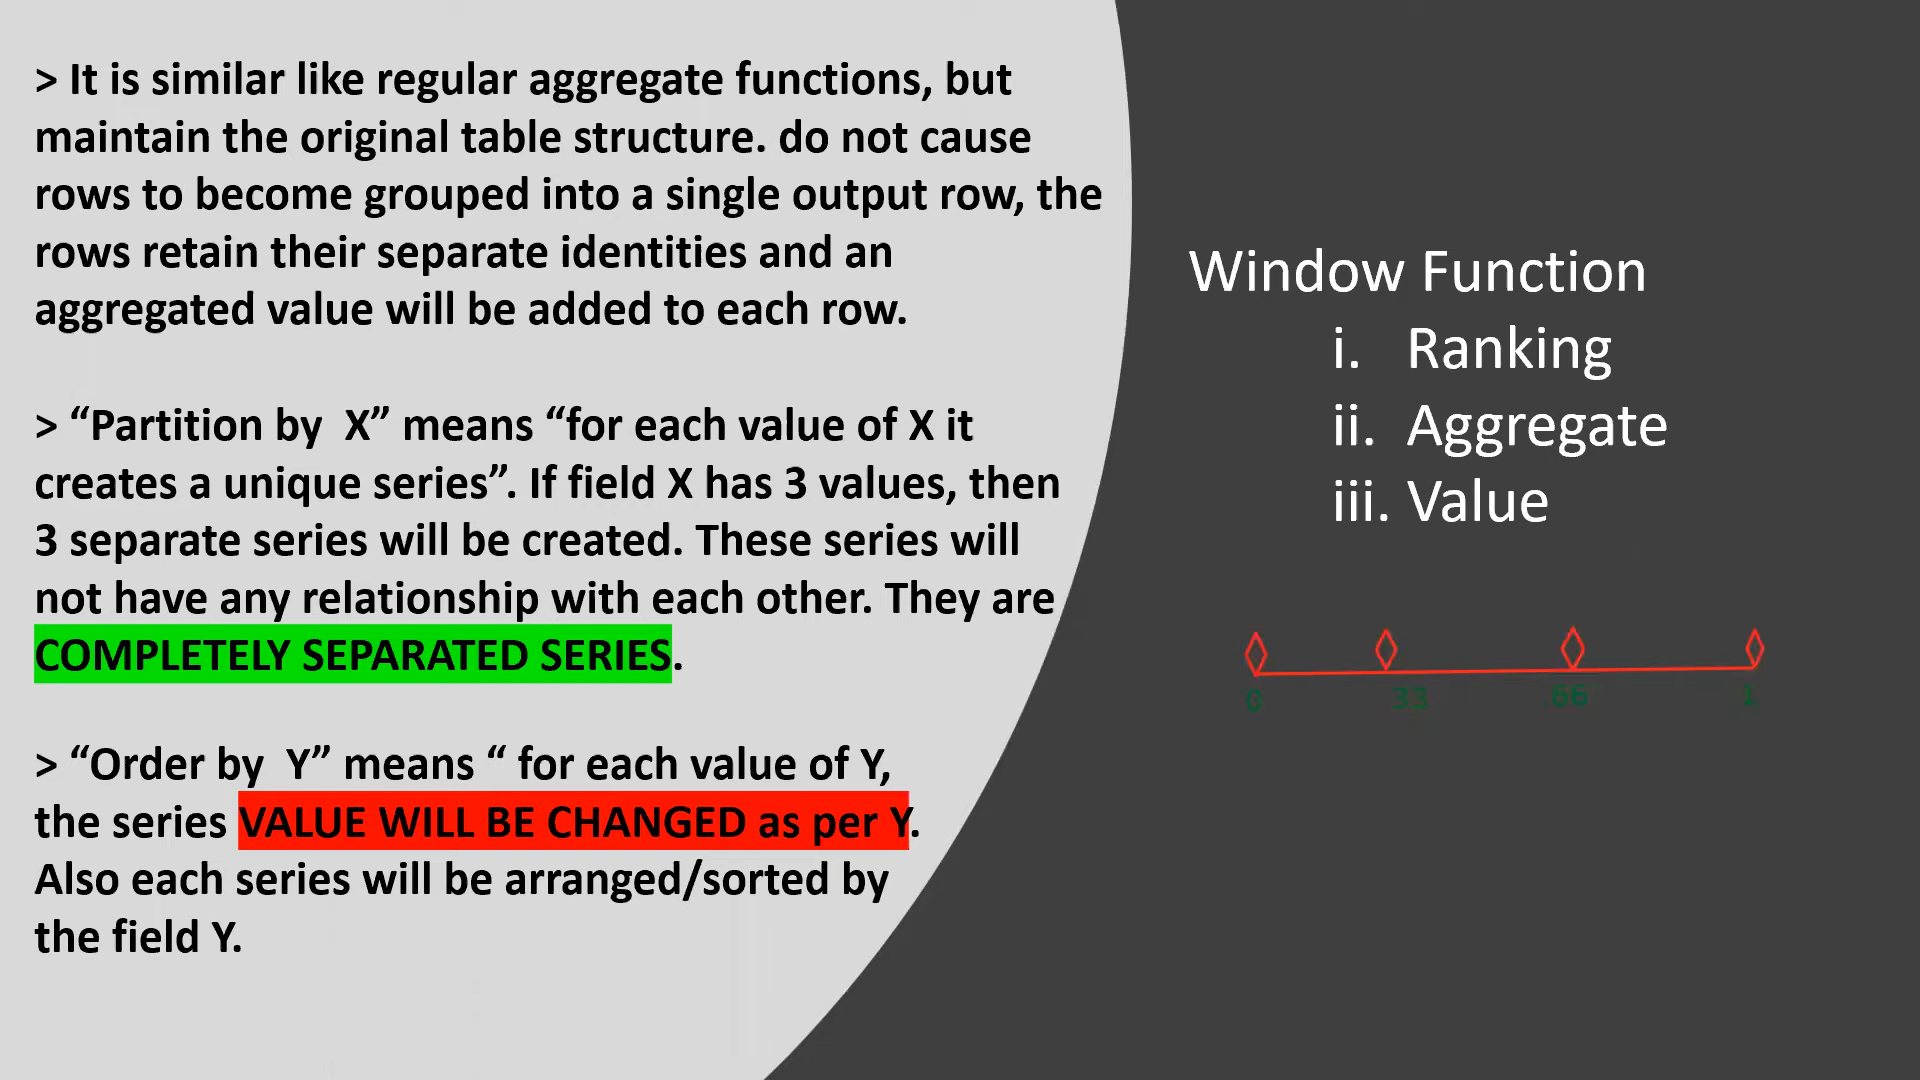 > It is similar like regular aggregate functions, but
maintain the original table structure. do not cause
rows to become grouped into a single output row, the
rows retain their separate identities and an
aggregated value will be added to each row.
> “Partition by  X” means “for each value of X it
creates a unique series”. If field X has 3 values, then
3 separate series will be created. These series will
not have any relationship with each other. They are
COMPLETELY SEPARATED SERIES.
> “Order by  Y” means “ for each value of Y,
the series VALUE WILL BE CHANGED as per Y.
Also each series will be arranged/sorted by
the field Y.
Window Function
i. Ranking
ii. Aggregate
iii. Value
0 33 .66 1